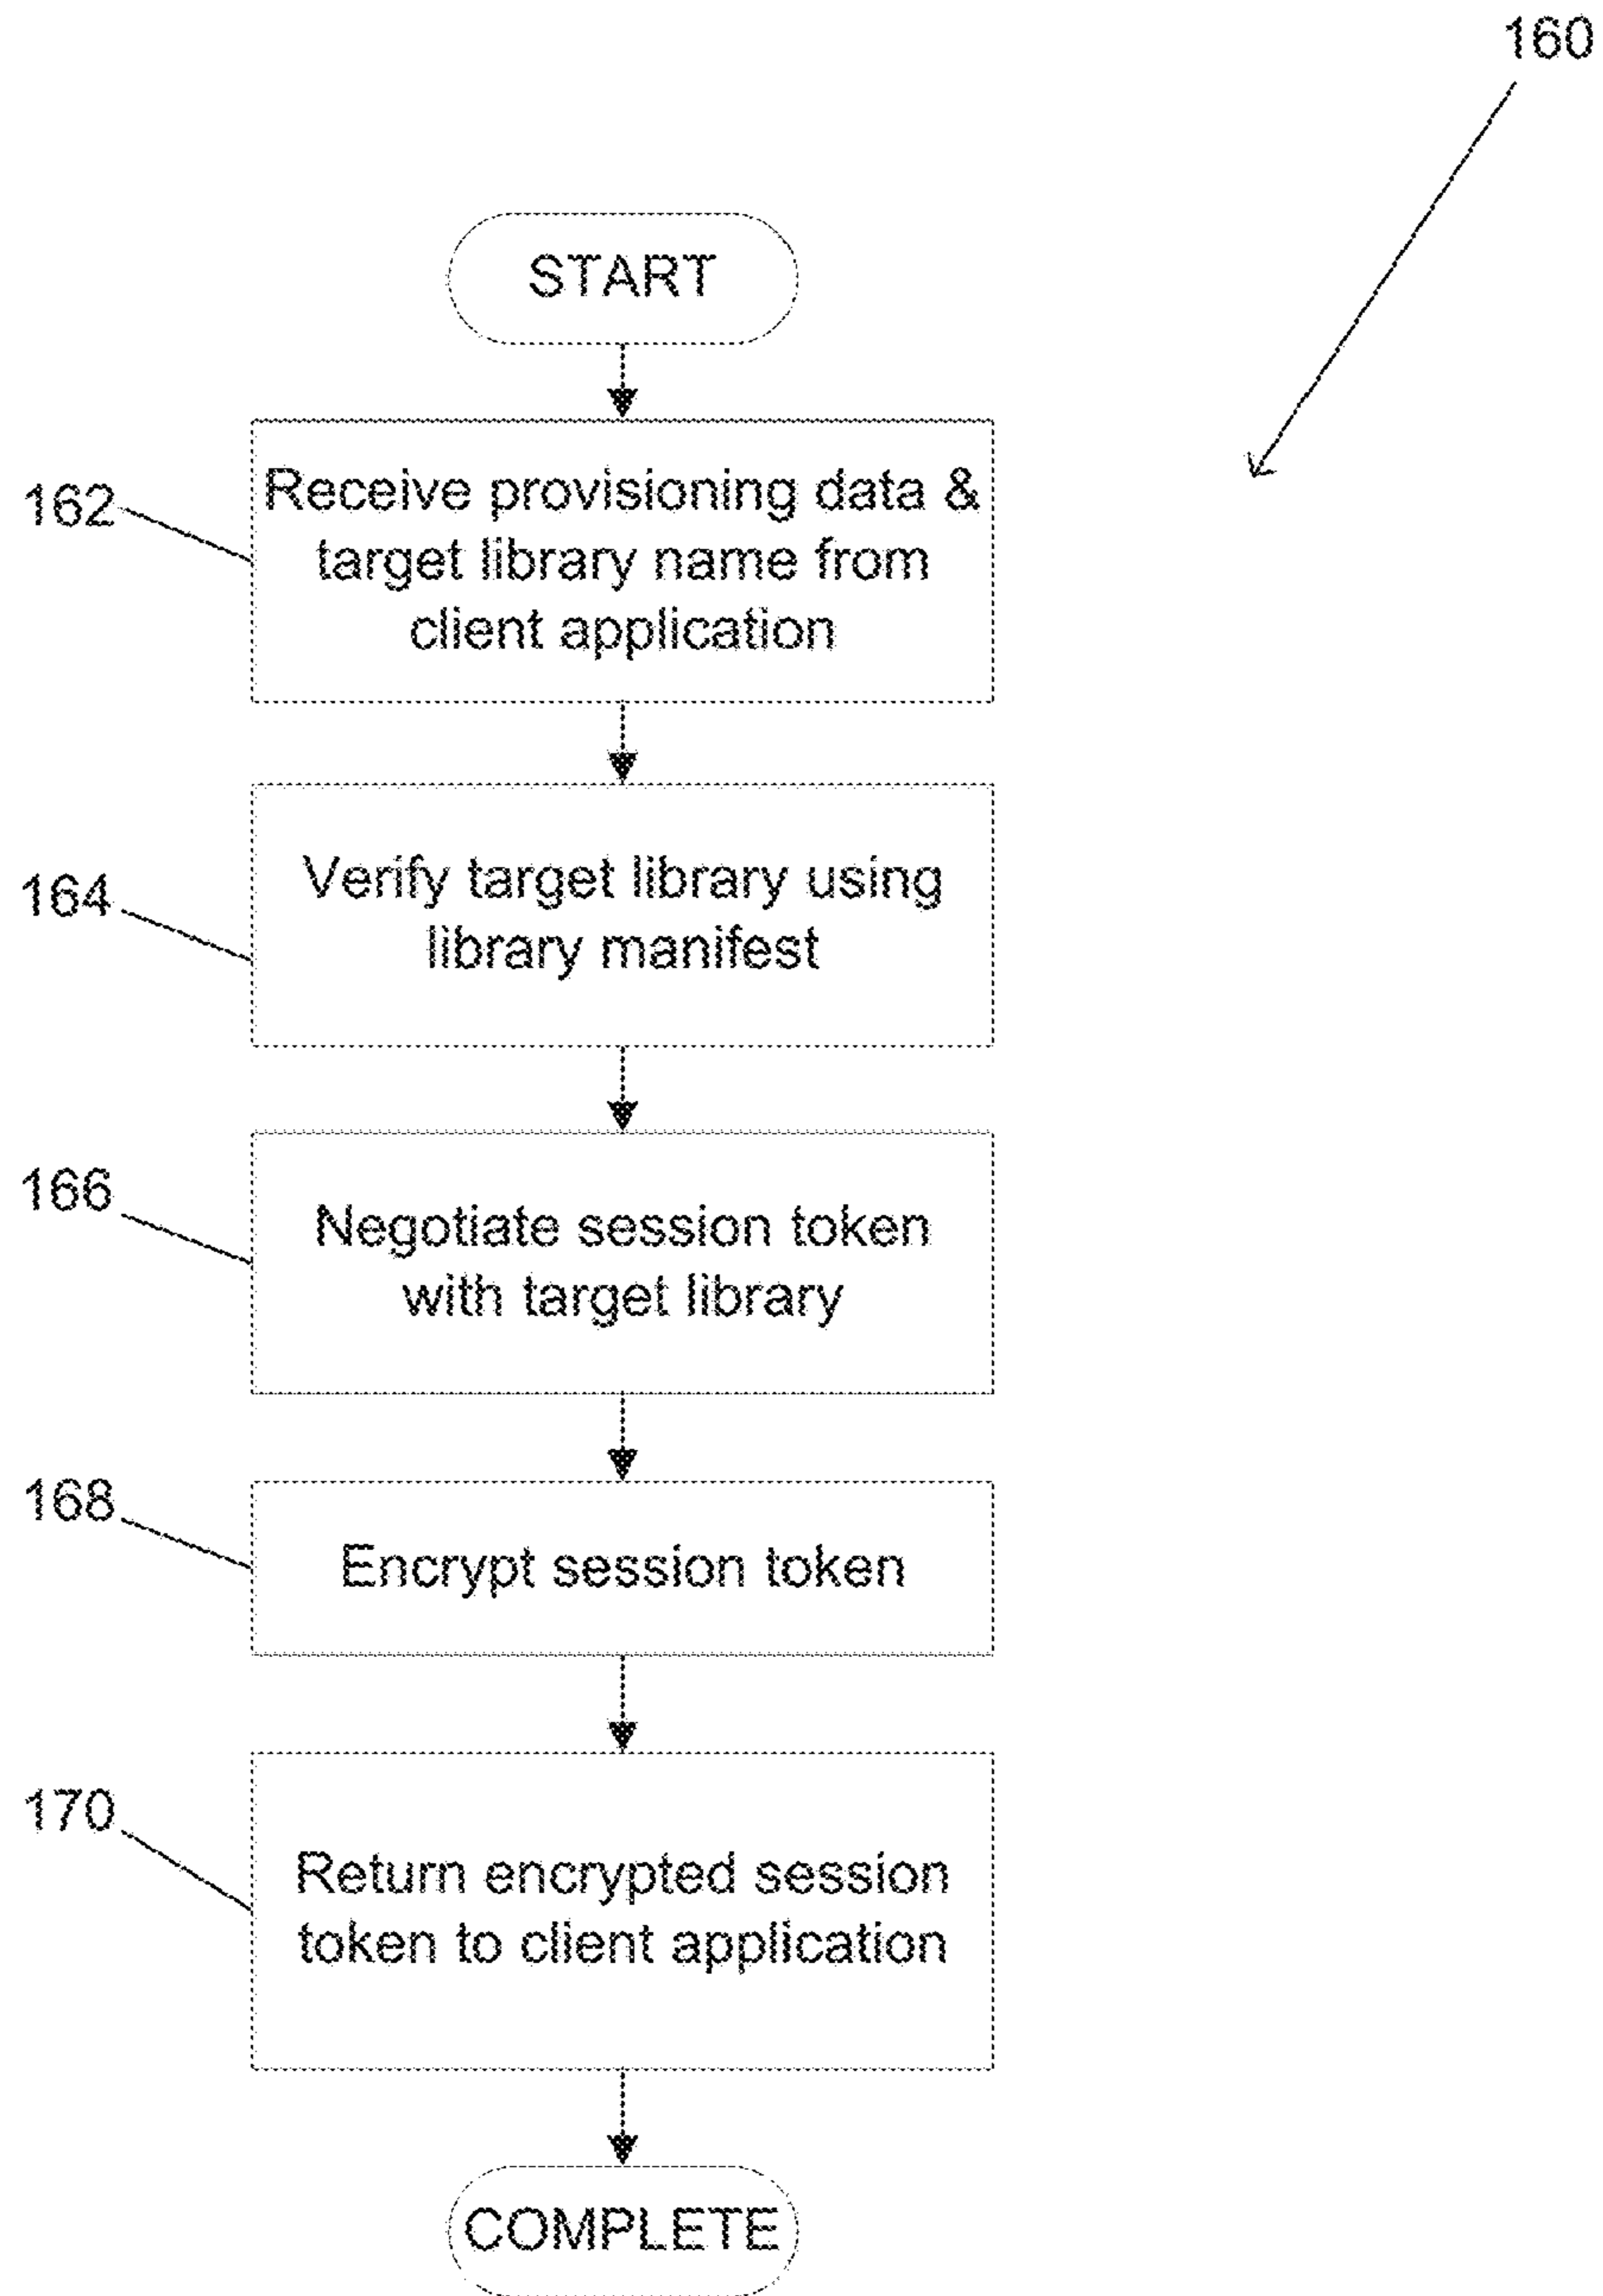 160
START
162
Receive provisioning data &
target library name from
client application
164
Verify target library using
library manifest
166
Negotiate session token
with target library
168
Encrypt session token
170
Return encrypted session
token to client application
COMPLETE